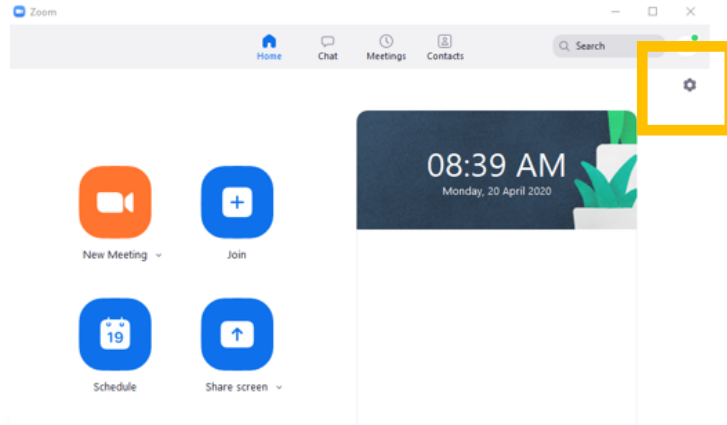 Zoom
Home Chat Meetings Contacts Search
08:39 AM
Monday, 20 April 2020
New Meeting Join
19
Schedule Share screen